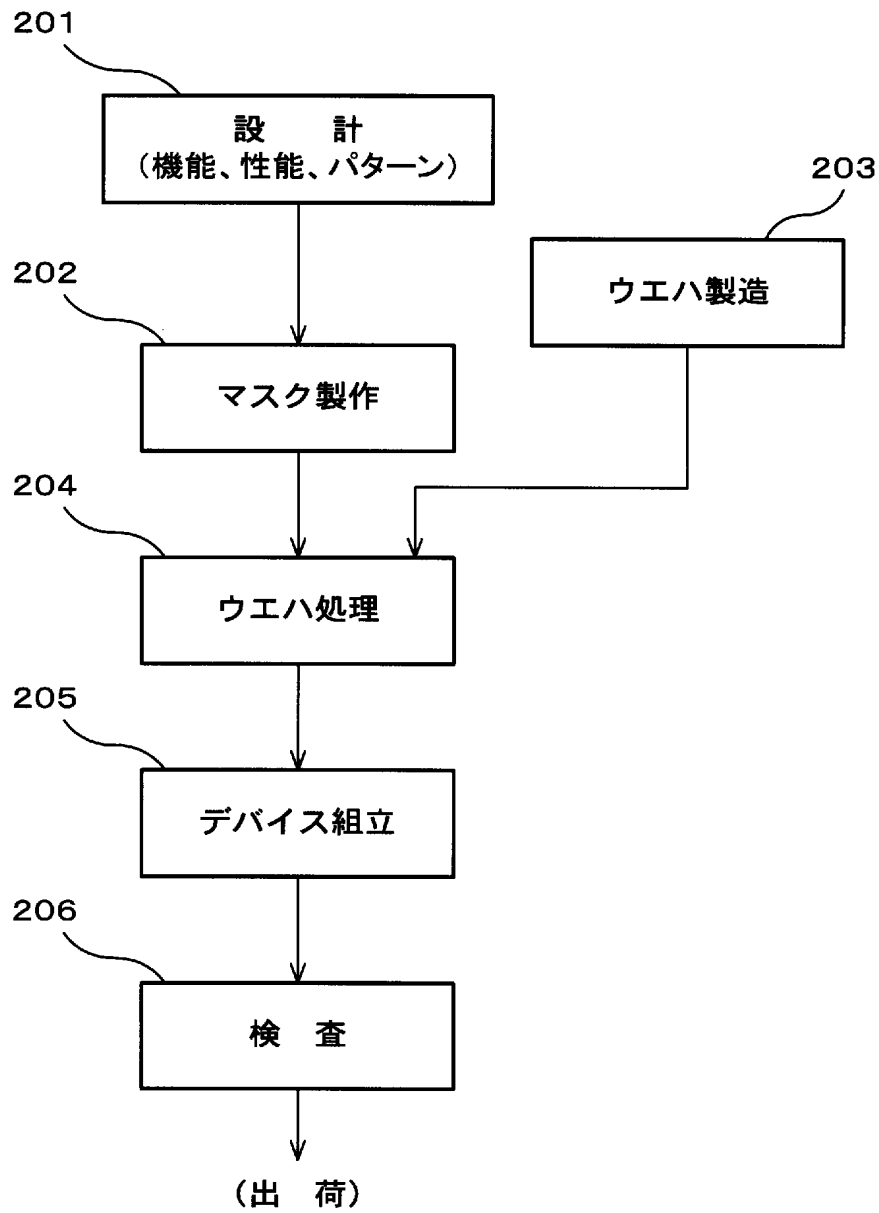 201
設 計
(機能、性能、パターン)
203
ウエハ製造
202
マスク製作
204
ウエハ処理
205
デバイス組立
206
検 査
(出 荷)